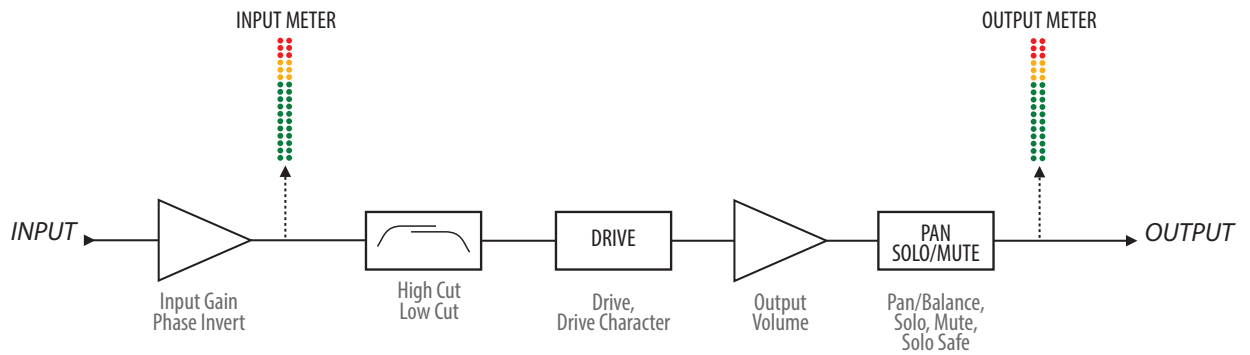 INPUT METER
OUTPUT METER
INPUT
DRIVE
PAN
SOLO/MUTE
OUTPUT
Input Gain
Phase Invert
High Cut
Low Cut
Drive,
Drive Character
Output
Volume
Pan/Balance,
Solo, Mute,
Solo Safe